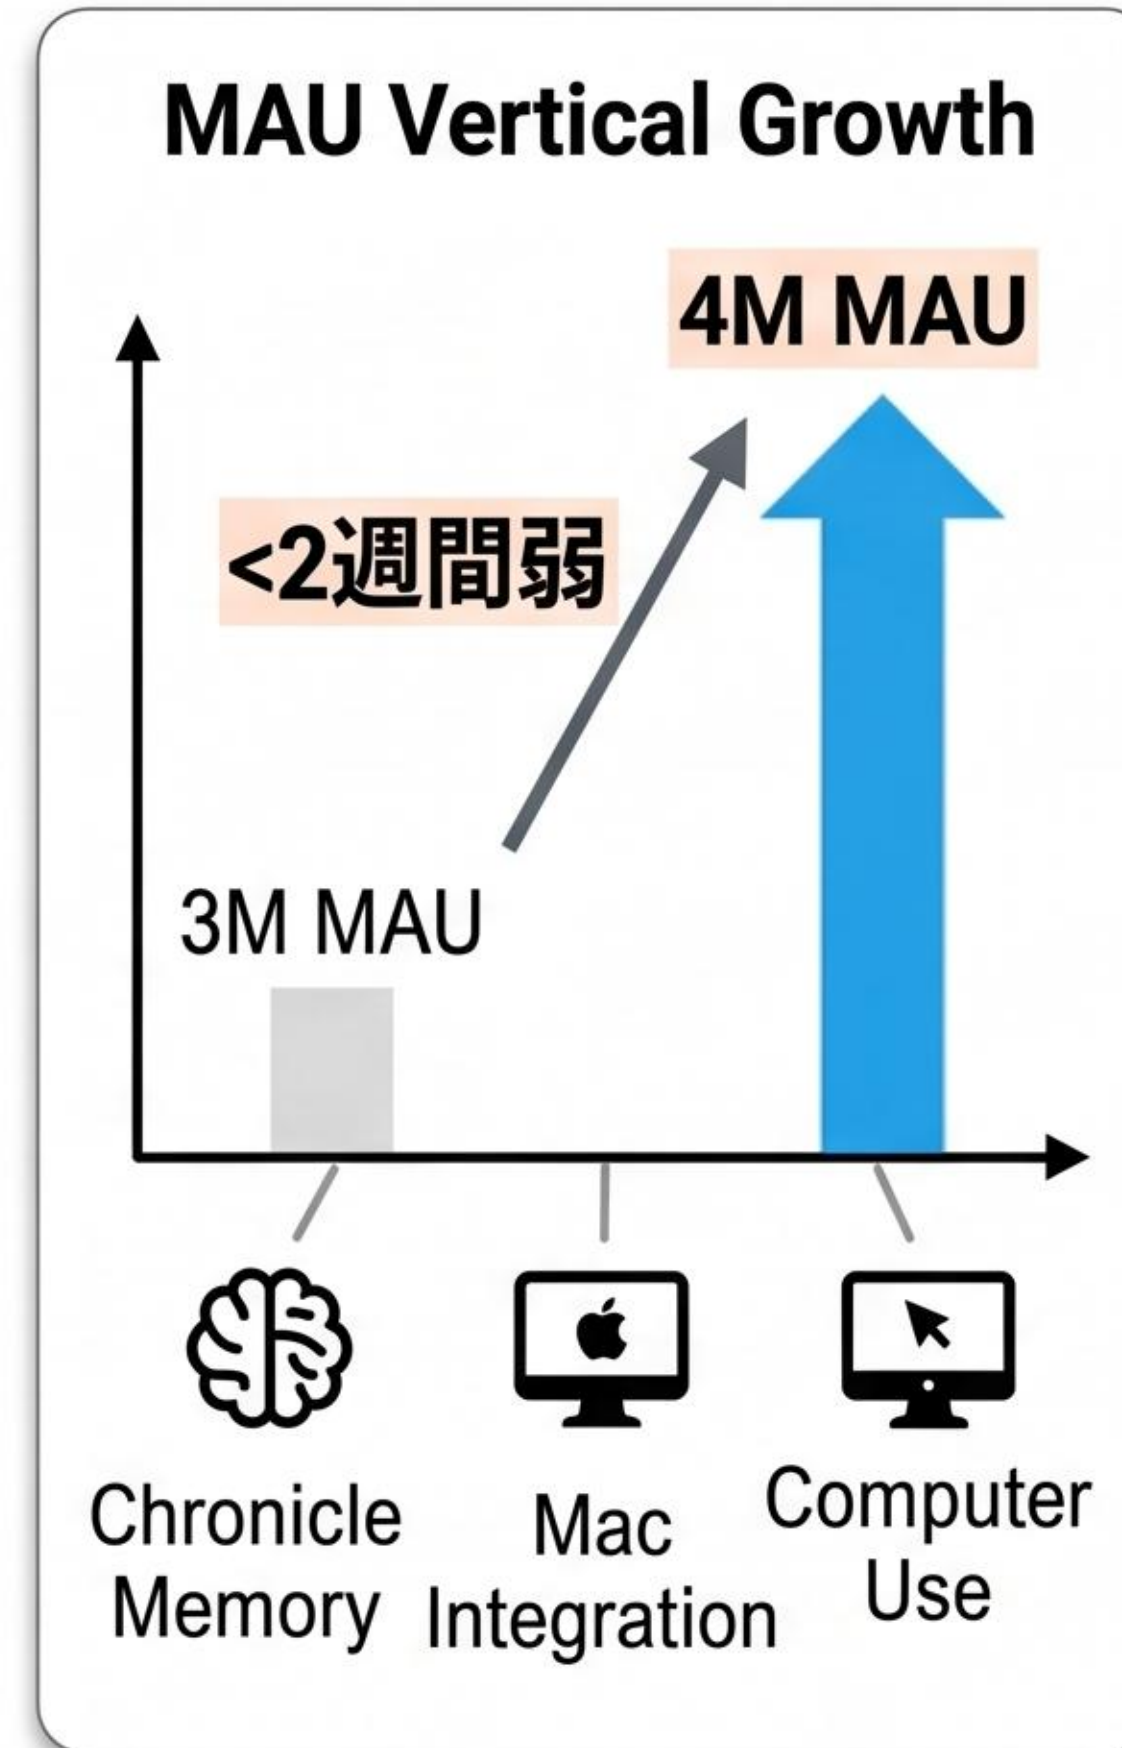 MAU Vertical Growth
4M MAU
<2週間弱
3M MAU
Chronicle
Memory
Mac
Integration
Computer
Use